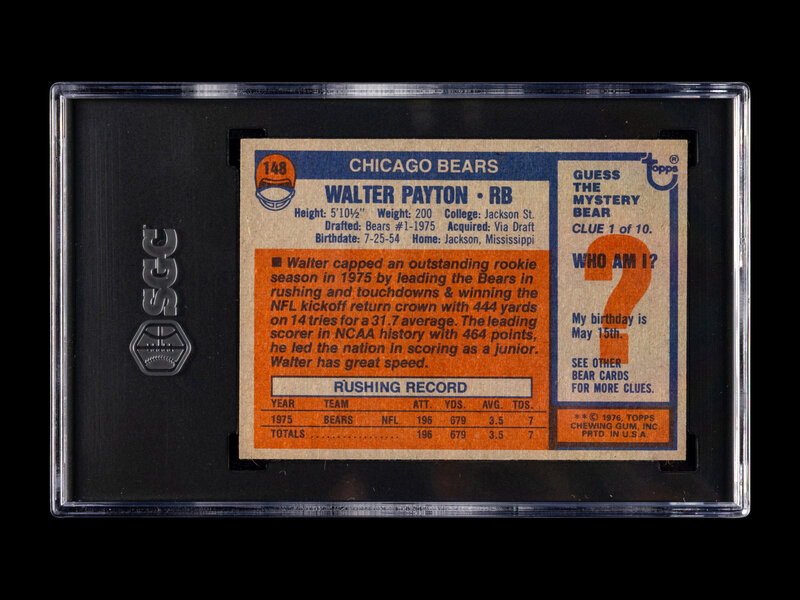 SGC
148
CHICAGO BEARS
WALTER PAYTON • RB
Height: 5'10½" Weight: 200 College: Jackson St.
Drafted: Bears #1-1975 Acquired: Via Draft
Birthdate: 7-25-54 Home: Jackson, Mississippi
■ Walter capped an outstanding rookie
season in 1975 by leading the Bears in
rushing and touchdowns & winning the
NFL kickoff return crown with 444 yards
on 14 tries for a 31.7 average. The leading
scorer in NCAA history with 464 points,
he led the nation in scoring as a junior.
Walter has great speed.
RUSHING RECORD
YEAR TEAM ATT. YDS. AVG. TDS.
1975 BEARS NFL 196 679 3.5 7
TOTALS .................... 196 679 3.5 7
topps®
GUESS
THE
MYSTERY
BEAR
CLUE 1 of 10.
WHO AM I?
?
My birthday is
May 15th.
SEE OTHER
BEAR CARDS
FOR MORE CLUES.
**© 1976, TOPPS
CHEWING GUM, INC
PRTD. IN U.S.A.